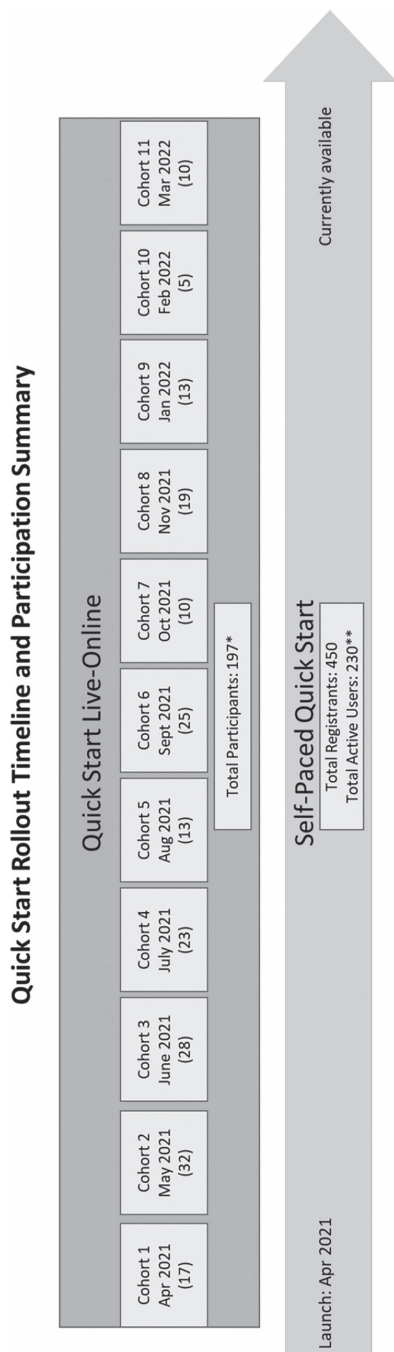 Quick Start Rollout Timeline and Participation Summary
Quick Start Live-Online
Cohort 1
Apr 2021
(17)
Cohort 2
May 2021
(32)
Cohort 3
June 2021
(28)
Cohort 4
July 2021
(23)
Cohort 5
Aug 2021
(13)
Cohort 6
Sept 2021
(25)
Cohort 7
Oct 2021
(10)
Cohort 8
Nov 2021
(19)
Cohort 9
Jan 2022
(13)
Cohort 10
Feb 2022
(5)
Cohort 11
Mar 2022
(10)
Total Participants: 197*
Self-Paced Quick Start
Launch: Apr 2021
Total Registrants: 450
Total Active Users: 230**
Currently available